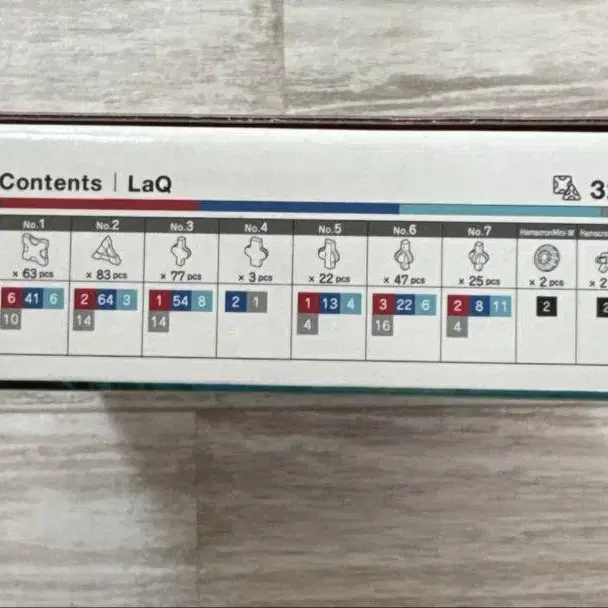 Contents | LaQ
No.1 No.2 No.3 No.4 No.5 No.6 No.7 HamacronMini-W
x 63 pcs x 83 pcs x 77 pcs x 3 pcs x 22 pcs x 47 pcs x 25 pcs x 2 pcs x 2
6 41 6 2 64 3 1 54 8 2 1 1 13 4 3 22 6 2 8 11 2 2
10 14 14 4 16 4